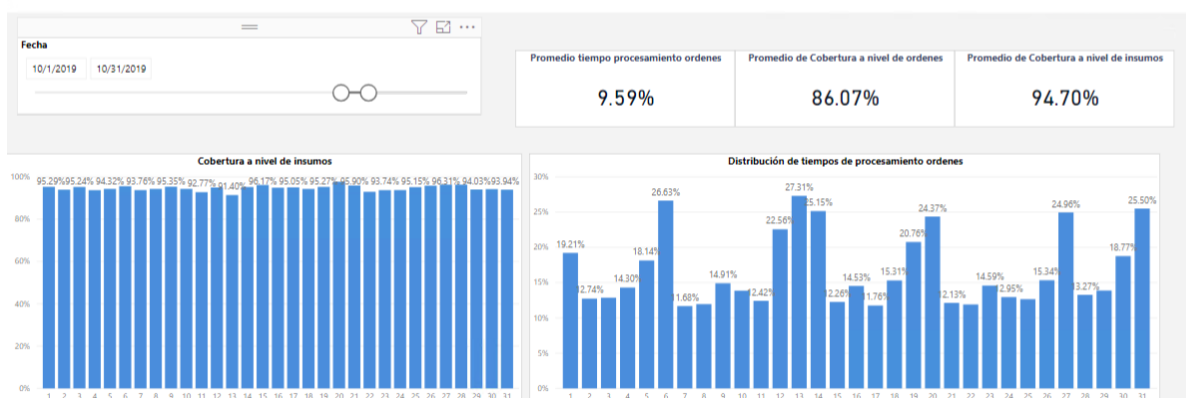 Fecha
10/1/2019 10/31/2019
Promedio tiempo procesamiento ordenes
9.59%
Promedio de Cobertura a nivel de ordenes
86.07%
Promedio de Cobertura a nivel de insumos
94.70%
Cobertura a nivel de insumos
100%
80%
60%
40%
20%
0%
95.29% 95.24% 94.32% 93.76% 95.35% 92.77% 91.40% 96.17% 95.05% 95.27% 95.90% 93.74% 95.15% 96.31% 94.03% 93.94%
1 2 3 4 5 6 7 8 9 10 11 12 13 14 15 16 17 18 19 20 21 22 23 24 25 26 27 28 29 30 31
Distribución de tiempos de procesamiento ordenes
30%
25%
20%
15%
10%
5%
0%
19.21% 12.74% 14.30% 18.14% 26.63% 11.68% 14.91% 12.42% 22.56% 27.31% 25.15% 12.26% 14.53% 11.76% 15.31% 20.76% 24.37% 12.13% 14.59% 12.95% 15.34% 24.96% 13.27% 18.77% 25.50%
1 2 3 4 5 6 7 8 9 10 11 12 13 14 15 16 17 18 19 20 21 22 23 24 25 26 27 28 29 30 31